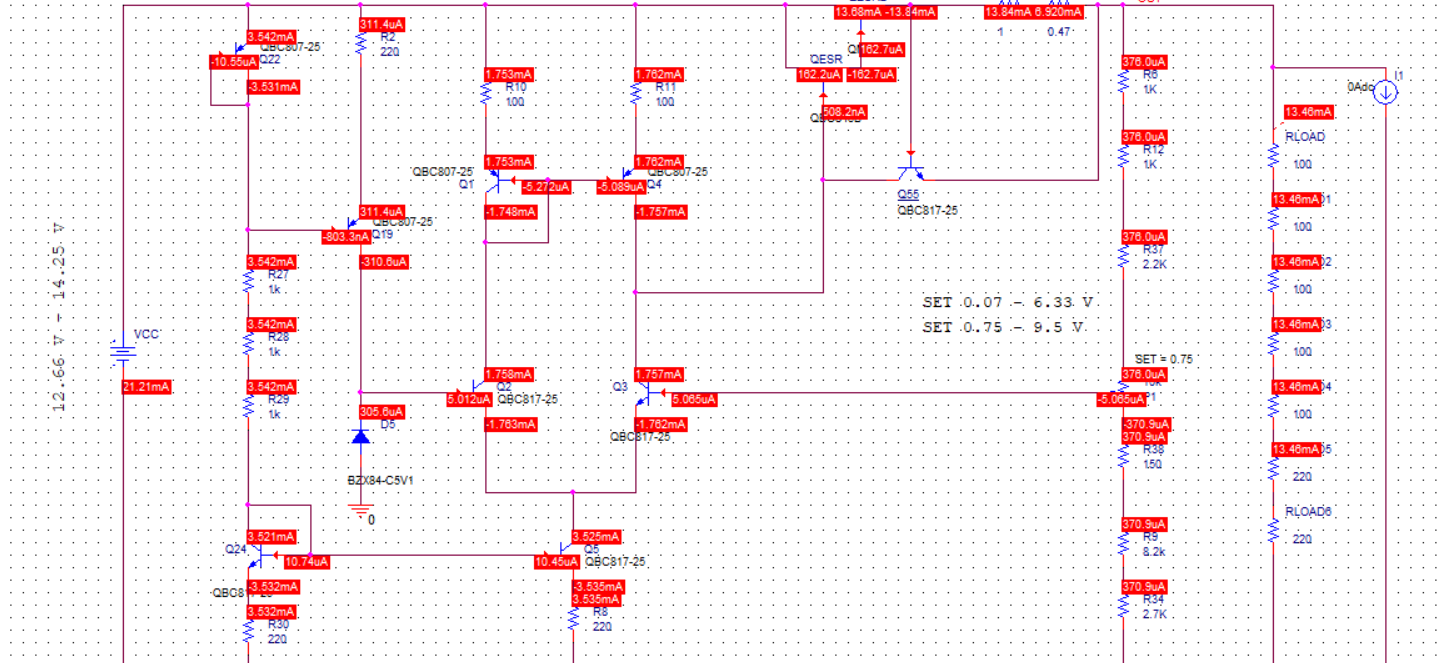 13.68mA -13.84mA
13.84mA 6.920mA
1
0.47
3.542mA
QBC807-25
Q22
-10.55uA
-3.531mA
311.4uA
R2
220
162.7uA
QESR
162.2uA -162.7uA
508.2nA
1.753mA
R10
100
1.762mA
R11
100
376.0uA
R6
1K
I1
0Adc
13.46mA
RLOAD
100
376.0uA
R12
1K
QBC807-25
Q1
1.753mA
-5.272uA
1.762mA
QBC807-25
-5.089uA
Q4
-1.748mA
-1.757mA
Q55
QBC817-25
311.4uA
QBC807-25
-803.3nA
Q19
-310.6uA
13.46mA
100
376.0uA
R37
2.2K
3.542mA
R27
1k
13.46mA
100
12.66 V - 14.25 V
SET 0.07 - 6.33 V
SET 0.75 - 9.5 V
VCC
21.21mA
3.542mA
R28
1k
13.46mA
100
SET = 0.75
376.0uA
-5.065uA
P1
-370.9uA
3.542mA
R29
1k
1.758mA
Q2
5.012uA
QBC817-25
-1.763mA
Q3
1.757mA
5.065uA
-1.762mA
QBC817-25
13.46mA
100
305.6uA
D5
BZX84-C5V1
0
370.9uA
R38
150
13.46mA
220
RLOAD6
220
Q24
3.521mA
10.74uA
-3.532mA
3.532mA
R30
220
3.525mA
Q5
10.45uA
QBC817-25
-3.535mA
3.535mA
R8
220
370.9uA
R9
8.2k
370.9uA
R34
2.7K